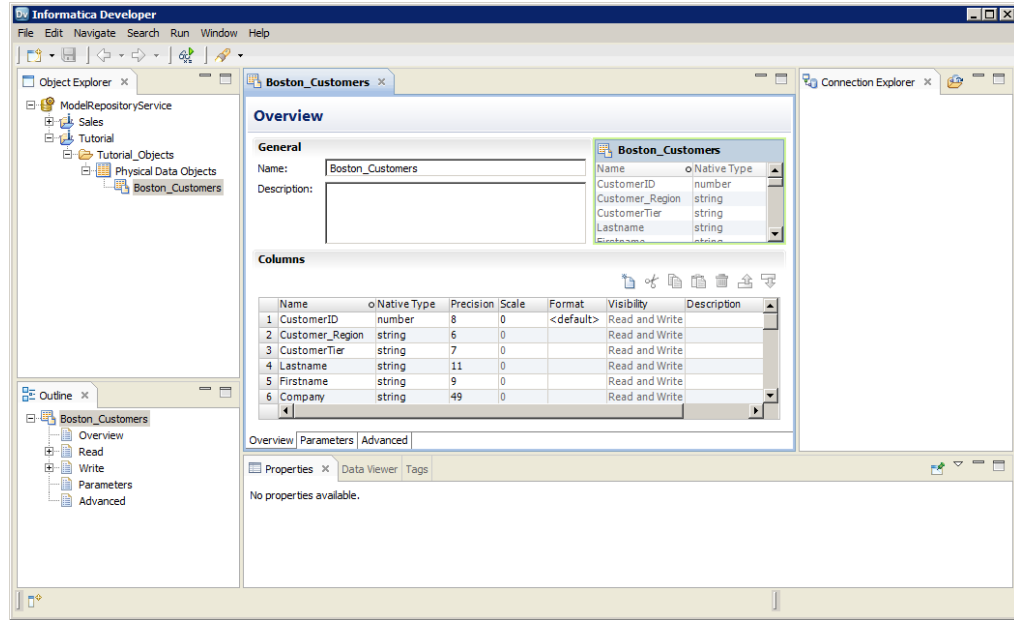 Informatica Developer
File Edit Navigate Search Run Window Help
Object Explorer
ModelRepositoryService
Sales
Tutorial
Tutorial_Objects
Physical Data Objects
Boston_Customers
Boston_Customers
Overview
General
Name: Boston_Customers
Description:
Boston_Customers
Name Native Type
CustomerID number
Customer_Region string
CustomerTier string
Lastname string
Firstname string
Columns
Name Native Type Precision Scale Format Visibility Description
1 CustomerID number 8 0 <default> Read and Write
2 Customer_Region string 6 0 Read and Write
3 CustomerTier string 7 0 Read and Write
4 Lastname string 11 0 Read and Write
5 Firstname string 9 0 Read and Write
6 Company string 49 0 Read and Write
Overview Parameters Advanced
Connection Explorer
Outline
Boston_Customers
Overview
Read
Write
Parameters
Advanced
Properties Data Viewer Tags
No properties available.